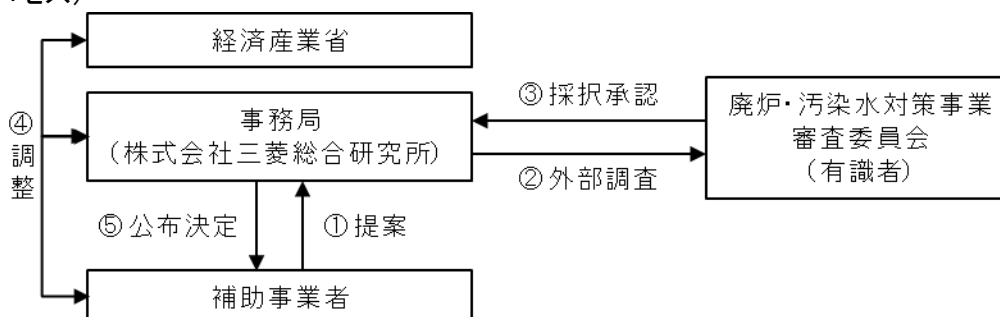 経済産業省
③採択承認
事務局
（株式会社三菱総合研究所）
廃炉・汚染水対策事業
審査委員会
（有識者）
④
調
整
②外部調査
⑤公布決定
①提案
補助事業者